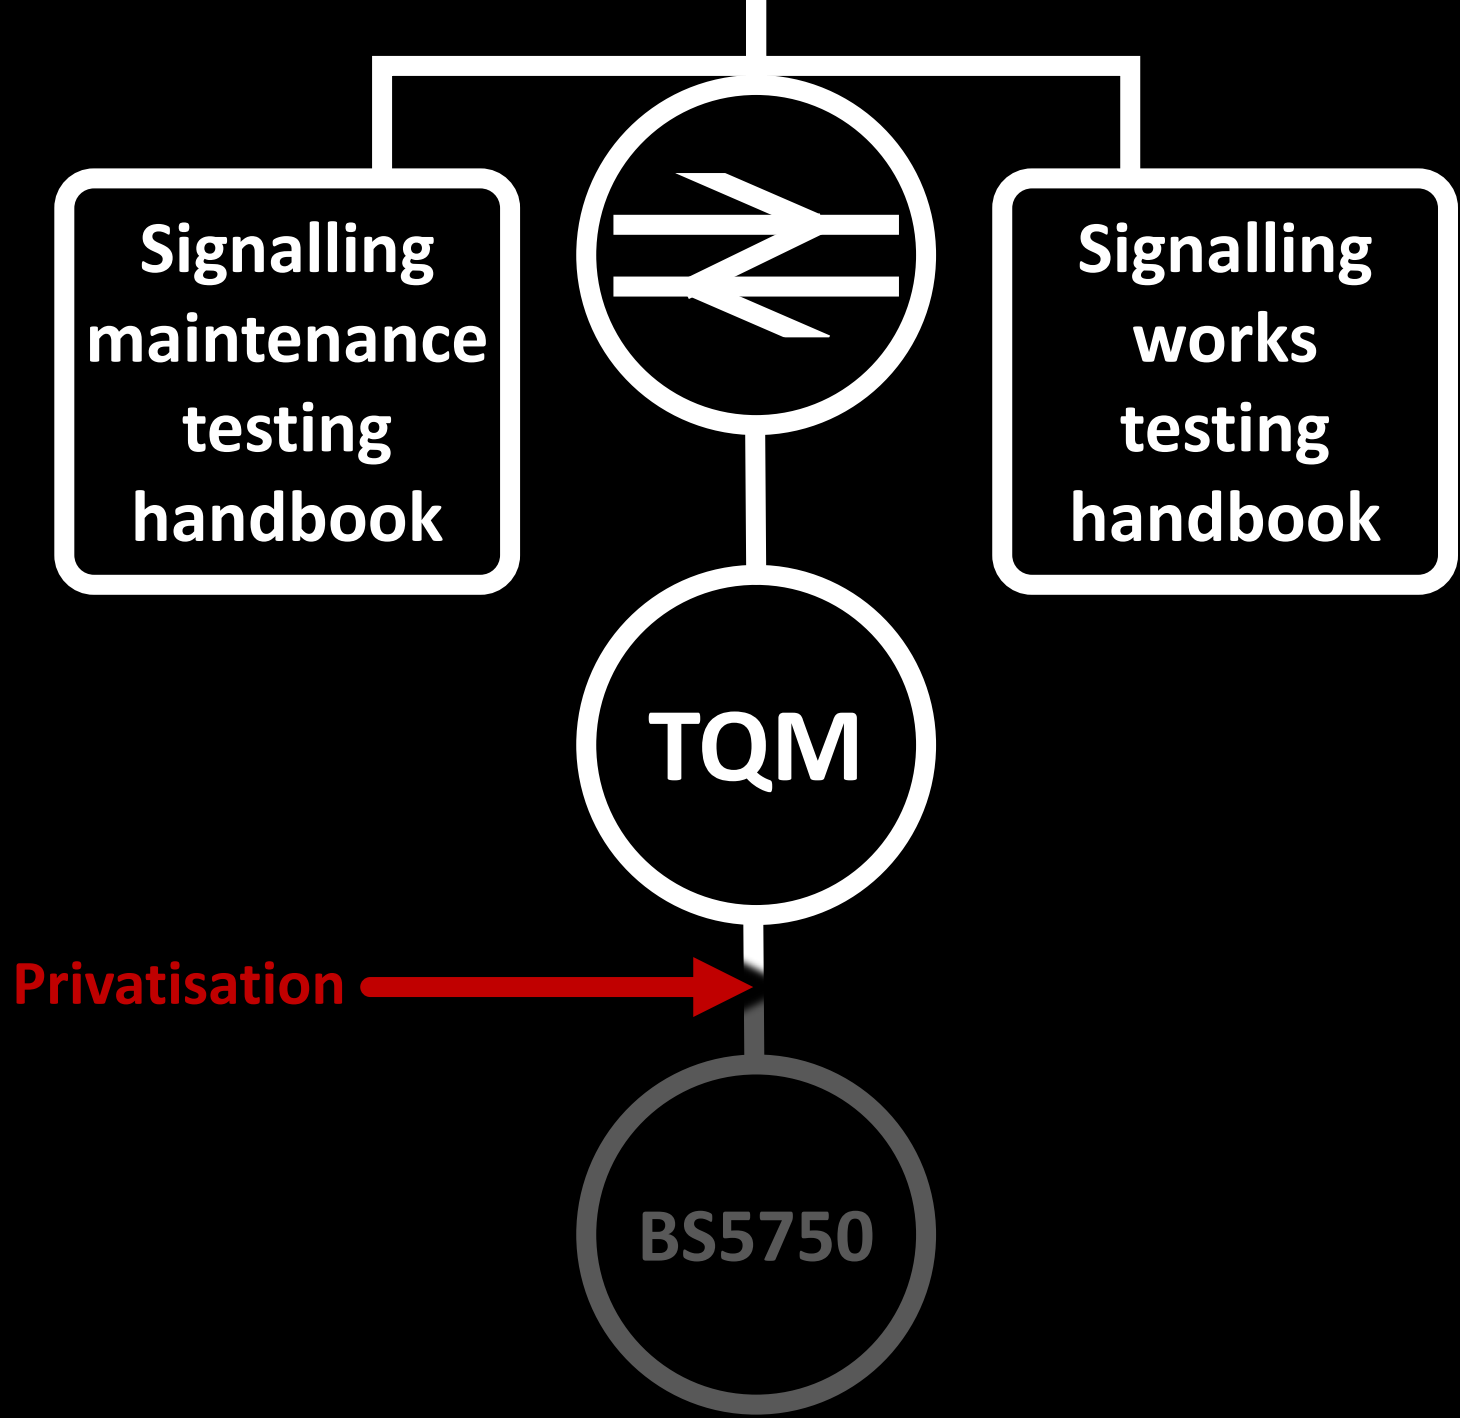 Signalling
maintenance
testing
handbook
Signalling
works
testing
handbook
TQM
Privatisation
BS5750